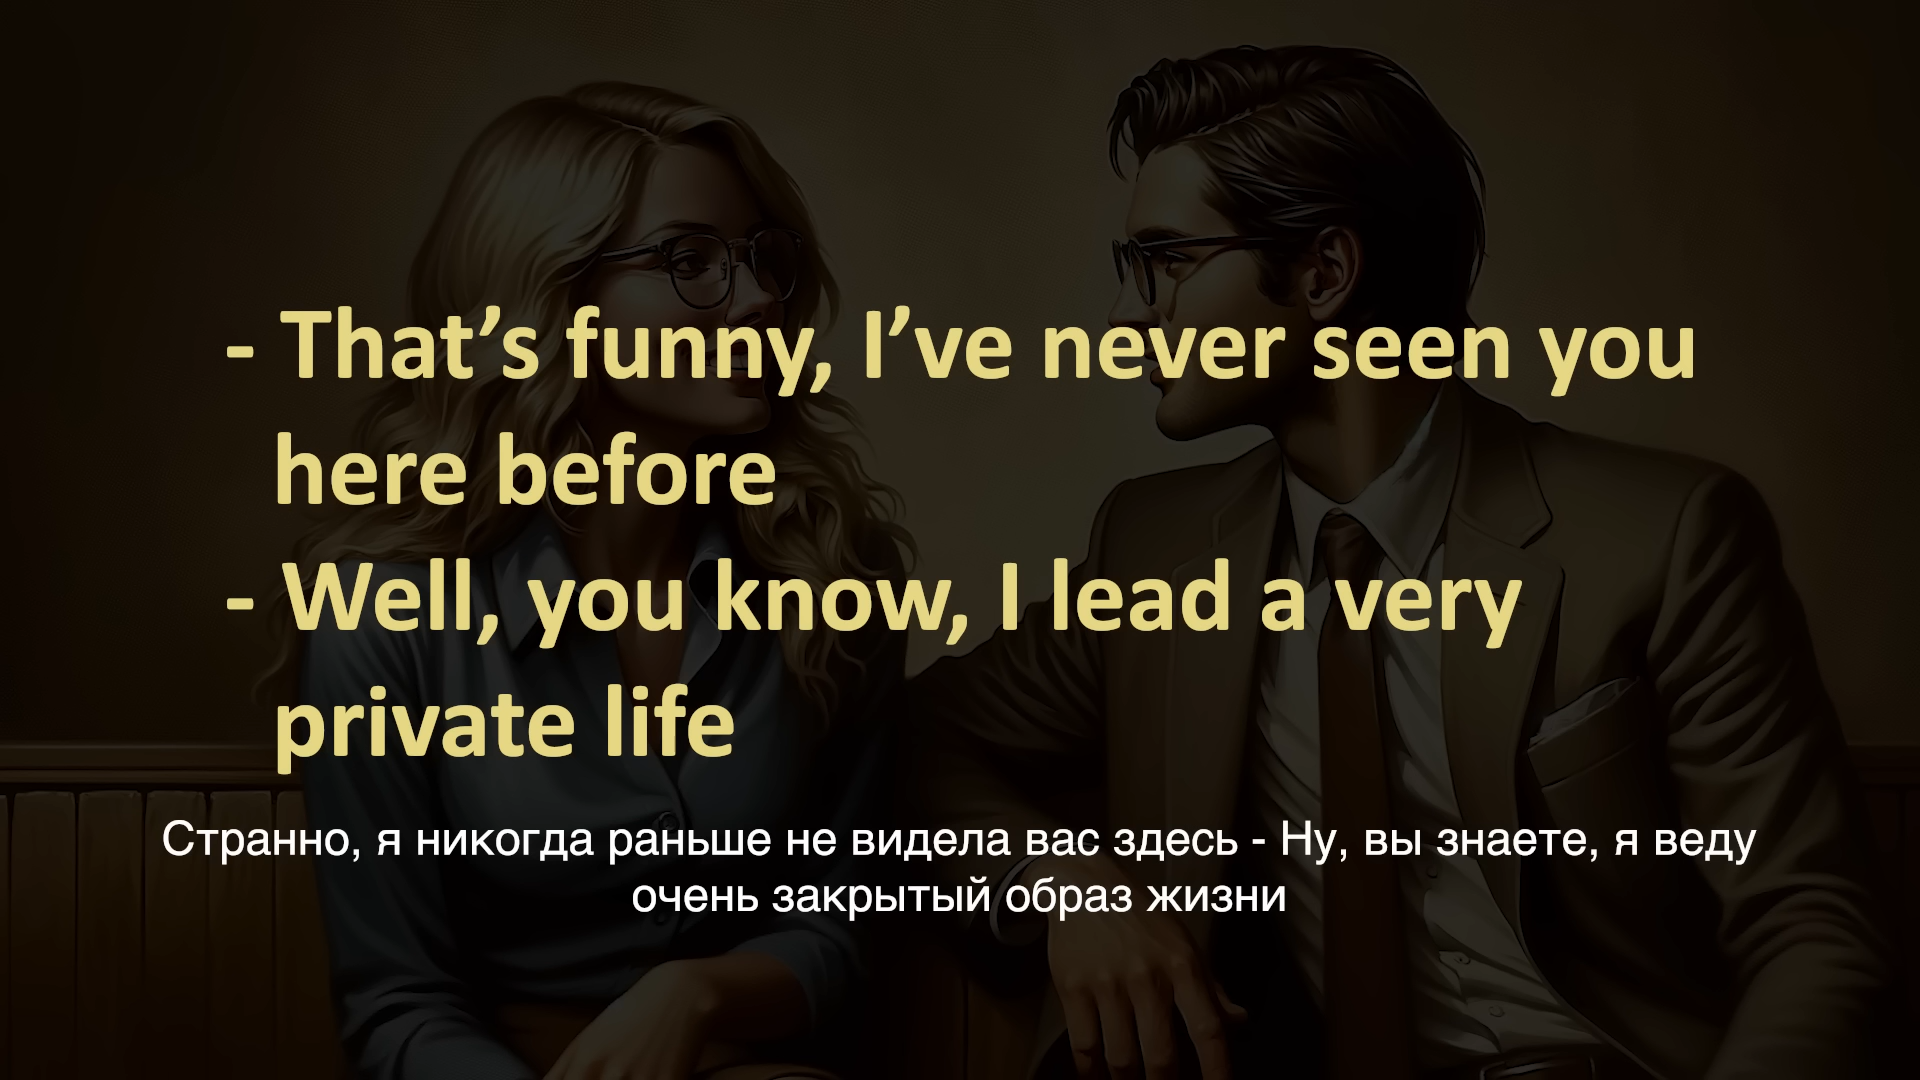 - That’s funny, I’ve never seen you
here before
- Well, you know, I lead a very
private life
Странно, я никогда раньше не видела вас здесь - Ну, вы знаете, я веду
очень закрытый образ жизни